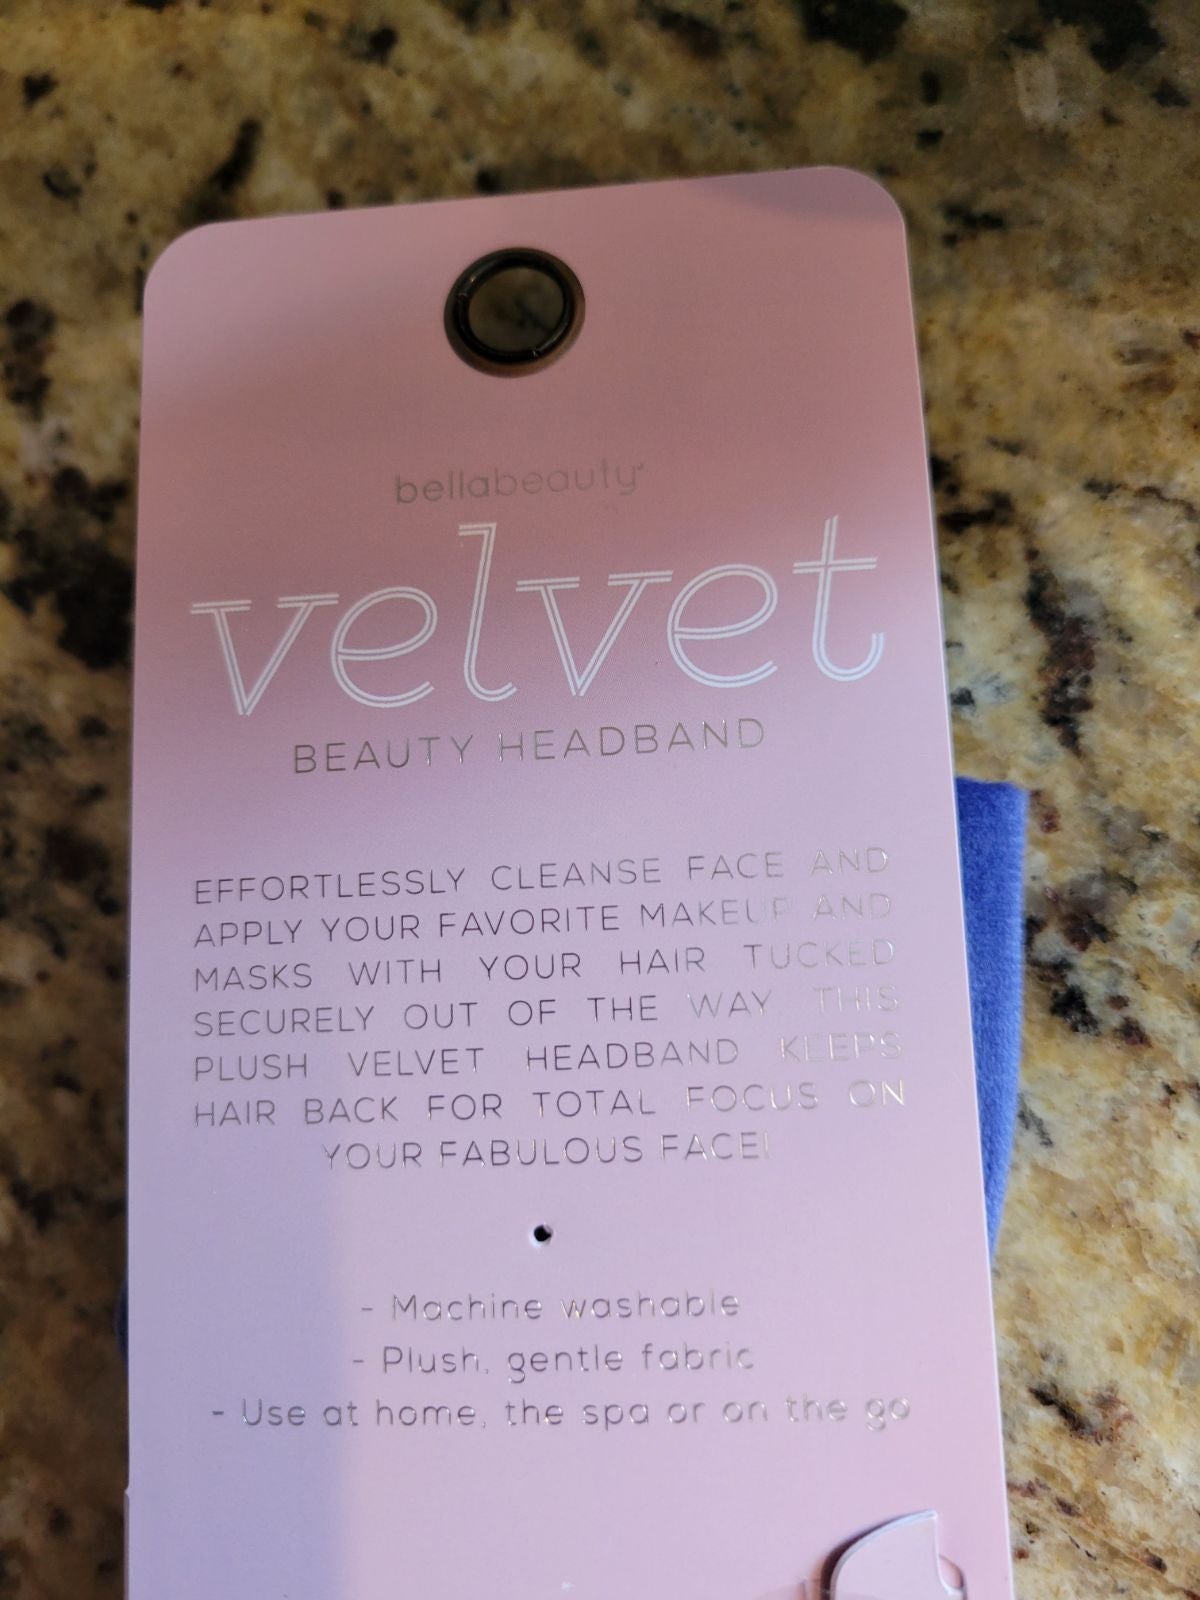 bellabeauty
velvet
BEAUTY HEADBAND
EFFORTLESSLY CLEANSE FACE AND
APPLY YOUR FAVORITE MAKEUP AND
MASKS WITH YOUR HAIR TUCKED
SECURELY OUT OF THE WAY THIS
PLUSH VELVET HEADBAND KEEPS
HAIR BACK FOR TOTAL FOCUS ON
YOUR FABULOUS FACE!
- Machine washable
- Plush, gentle fabric
- Use at home, the spa or on the go